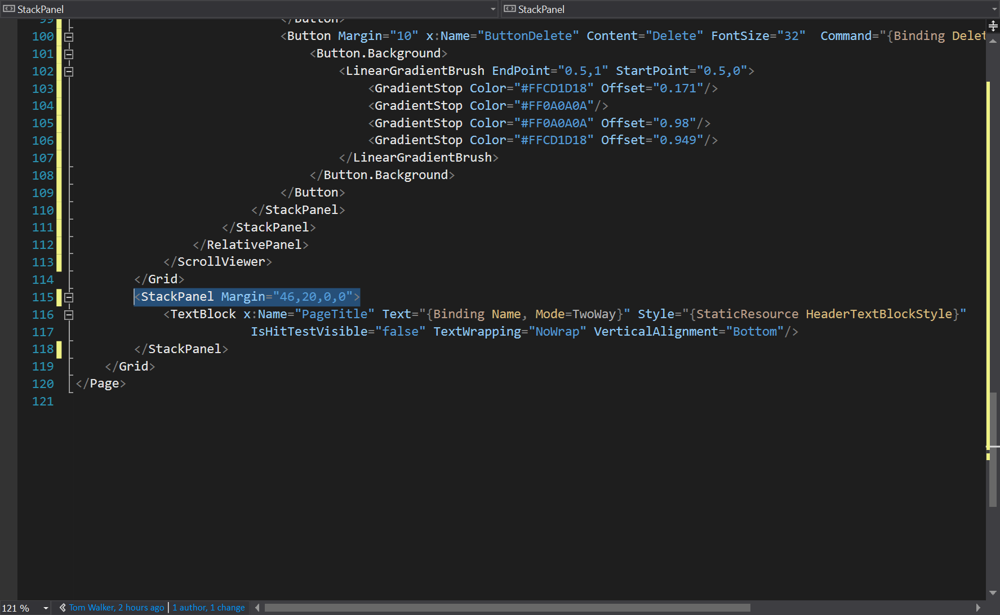 StackPanel StackPanel
99 </Button>
100 <Button Margin="10" x:Name="ButtonDelete" Content="Delete" FontSize="32"  Command="{Binding Delet
101 <Button.Background>
102 <LinearGradientBrush EndPoint="0.5,1" StartPoint="0.5,0">
103 <GradientStop Color="#FFCD1D18" Offset="0.171"/>
104 <GradientStop Color="#FF0A0A0A"/>
105 <GradientStop Color="#FF0A0A0A" Offset="0.98"/>
106 <GradientStop Color="#FFCD1D18" Offset="0.949"/>
107 </LinearGradientBrush>
108 </Button.Background>
109 </Button>
110 </StackPanel>
111 </StackPanel>
112 </RelativePanel>
113 </ScrollViewer>
114 </Grid>
115 <StackPanel Margin="46,20,0,0">
116 <TextBlock x:Name="PageTitle" Text="{Binding Name, Mode=TwoWay}" Style="{StaticResource HeaderTextBlockStyle}"
117 IsHitTestVisible="false" TextWrapping="NoWrap" VerticalAlignment="Bottom"/>
118 </StackPanel>
119 </Grid>
120 </Page>
121
121 % Tom Walker, 2 hours ago | 1 author, 1 change